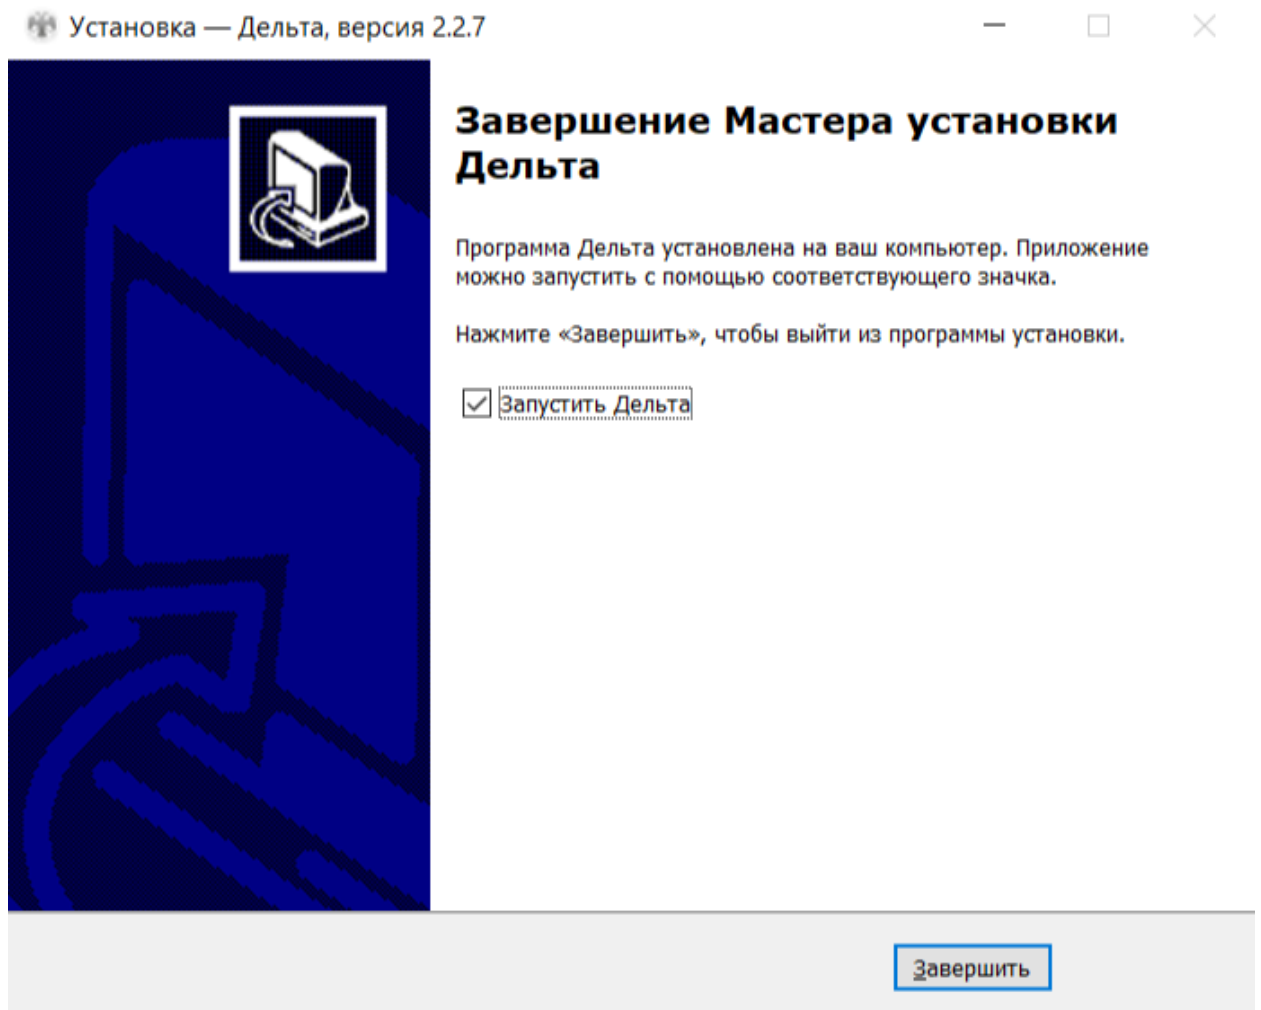 Установка — Дельта, версия 2.2.7
Завершение Мастера установки
Дельта
Программа Дельта установлена на ваш компьютер. Приложение
можно запустить с помощью соответствующего значка.
Нажмите «Завершить», чтобы выйти из программы установки.
Запустить Дельта
Завершить